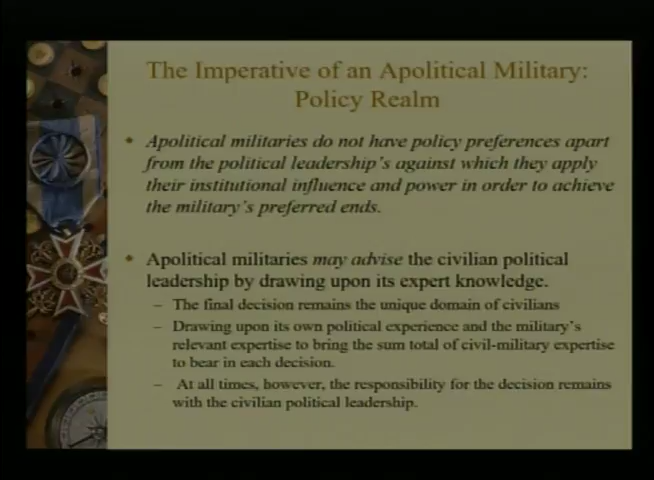 The Imperative of an Apolitical Military:
Policy Realm
• Apolitical militaries do not have policy preferences apart
from the political leadership's against which they apply
their institutional influence and power in order to achieve
the military's preferred ends.
• Apolitical militaries may advise the civilian political
leadership by drawing upon its expert knowledge.
– The final decision remains the unique domain of civilians
– Drawing upon its own political experience and the military's
relevant expertise to bring the sum total of civil-military expertise
to bear in each decision.
– At all times, however, the responsibility for the decision remains
with the civilian political leadership.